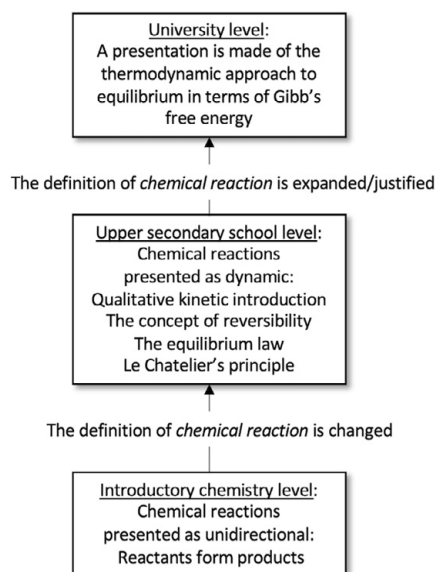 University level:
A presentation is made of the
thermodynamic approach to
equilibrium in terms of Gibb's
free energy
The definition of chemical reaction is expanded/justified
Upper secondary school level:
Chemical reactions
presented as dynamic:
Qualitative kinetic introduction
The concept of reversibility
The equilibrium law
Le Chatelier's principle
The definition of chemical reaction is changed
Introductory chemistry level:
Chemical reactions
presented as unidirectional:
Reactants form products